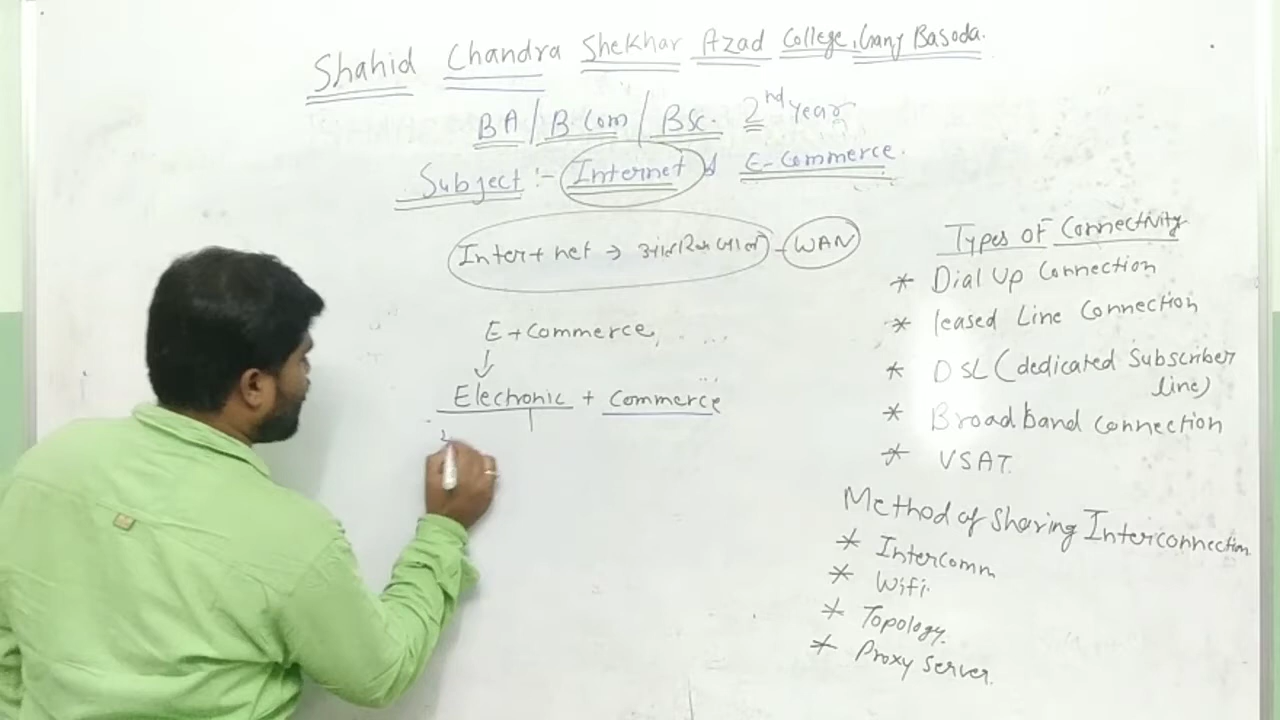 Shahid Chandra Shekhar Azad College, Ganj Basoda.
BA/B Com/BSc. 2nd Year
Subject :- Internet & E-Commerce.
Inter + net → - WAN
E + Commerce,
↓
Electronic + Commerce
Types of Connectivity
* Dial Up Connection
* leased Line Connection
* DSL (dedicated Subscriber
line)
* Broad band Connection
* VSAT.
Method of Sharing Interconnection
* Intercomm
* Wifi.
* Topology.
* Proxy Server.